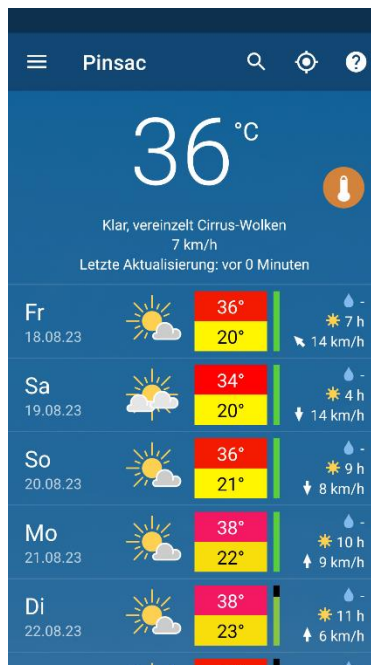 Pinsac
36 °C
Klar, vereinzelt Cirrus-Wolken
7 km/h
Letzte Aktualisierung: vor 0 Minuten
Fr
18.08.23
36°
20°
-
7 h
14 km/h
Sa
19.08.23
34°
20°
-
4 h
14 km/h
So
20.08.23
36°
21°
-
9 h
8 km/h
Mo
21.08.23
38°
22°
-
10 h
9 km/h
Di
22.08.23
38°
23°
-
11 h
6 km/h